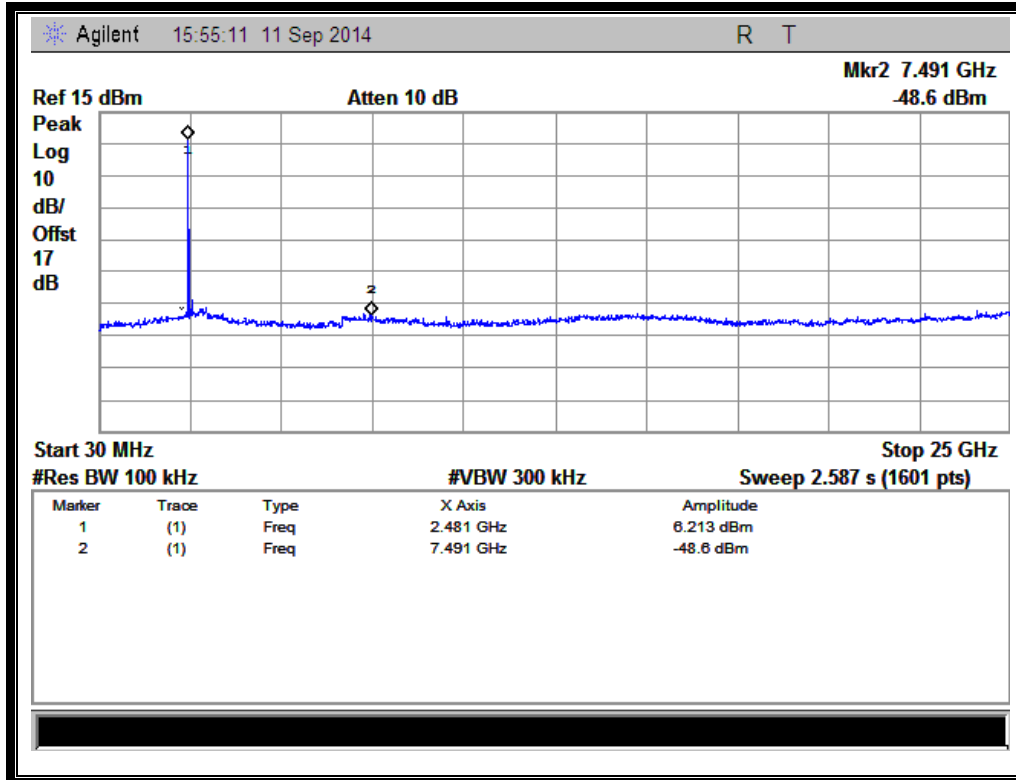 Agilent 15:55:11 11 Sep 2014 R T
Mkr2 7.491 GHz
Ref 15 dBm Atten 10 dB -48.6 dBm
Peak
Log
10
dB/
Offst
17
dB
1
2
Start 30 MHz Stop 25 GHz
#Res BW 100 kHz #VBW 300 kHz Sweep 2.587 s (1601 pts)
Marker Trace Type X Axis Amplitude
1 (1) Freq 2.481 GHz 6.213 dBm
2 (1) Freq 7.491 GHz -48.6 dBm